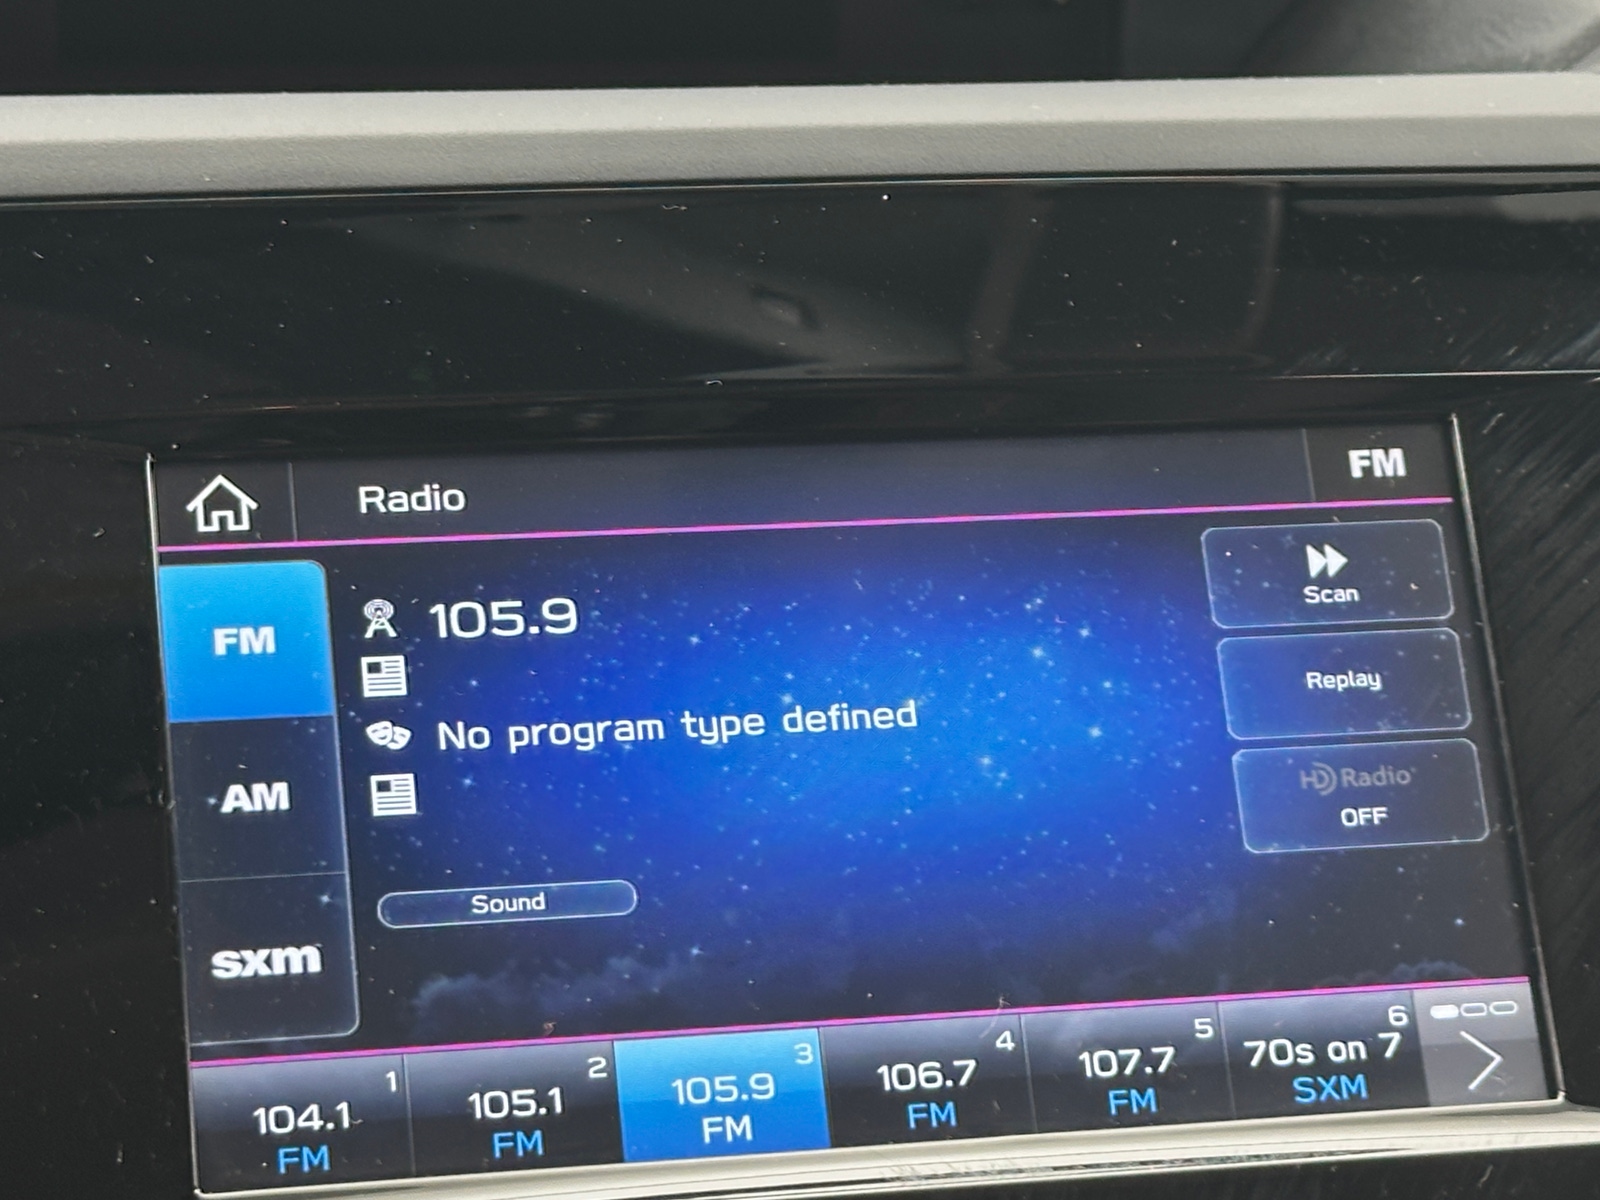 Radio
FM
FM
AM
sxm
105.9
No program type defined
Sound
Scan
Replay
HD Radio
OFF
1
104.1
FM
2
105.1
FM
3
105.9
FM
4
106.7
FM
5
107.7
FM
6
70s on 7
SXM